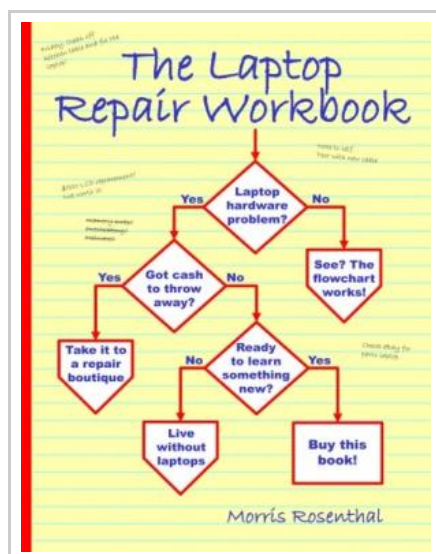 The Laptop
Repair Workbook
Laptop
hardware
problem?
Yes
No
Got cash
to throw
away?
See? The
flowchart
works!
Yes
No
Take it to
a repair
boutique
Ready
to learn
something
new?
No
Yes
Live
without
laptops
Buy this
book!
Morris Rosenthal